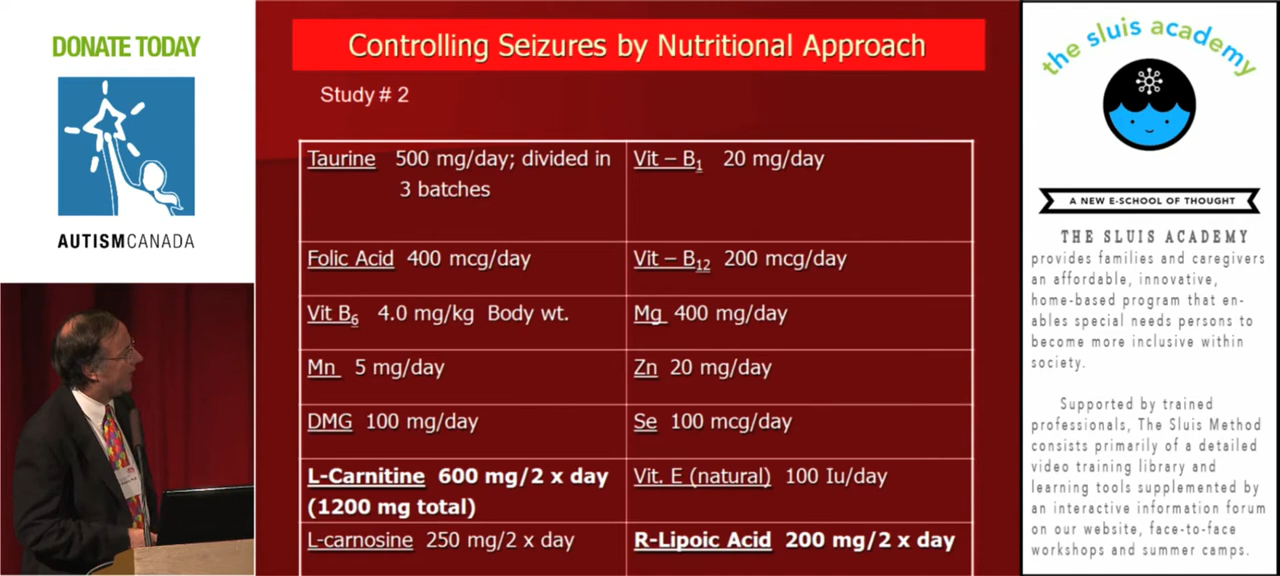 DONATE TODAY
AUTISMCANADA
Controlling Seizures by Nutritional Approach
Study # 2
Taurine 500 mg/day; divided in
3 batches
Vit – B1 20 mg/day
Folic Acid 400 mcg/day
Vit – B12 200 mcg/day
Vit B6 4.0 mg/kg Body wt.
Mg 400 mg/day
Mn 5 mg/day
Zn 20 mg/day
DMG 100 mg/day
Se 100 mcg/day
L-Carnitine 600 mg/2 x day
(1200 mg total)
Vit. E (natural) 100 Iu/day
L-carnosine 250 mg/2 x day
R-Lipoic Acid 200 mg/2 x day
the sluis academy
A NEW E-SCHOOL OF THOUGHT
THE SLUIS ACADEMY
provides families and caregivers
an affordable, innovative,
home-based program that en-
ables special needs persons to
become more inclusive within
society.
Supported by trained
professionals, The Sluis Method
consists primarily of a detailed
video training library and
learning tools supplemented by
an interactive information forum
on our website, face-to-face
workshops and summer camps.